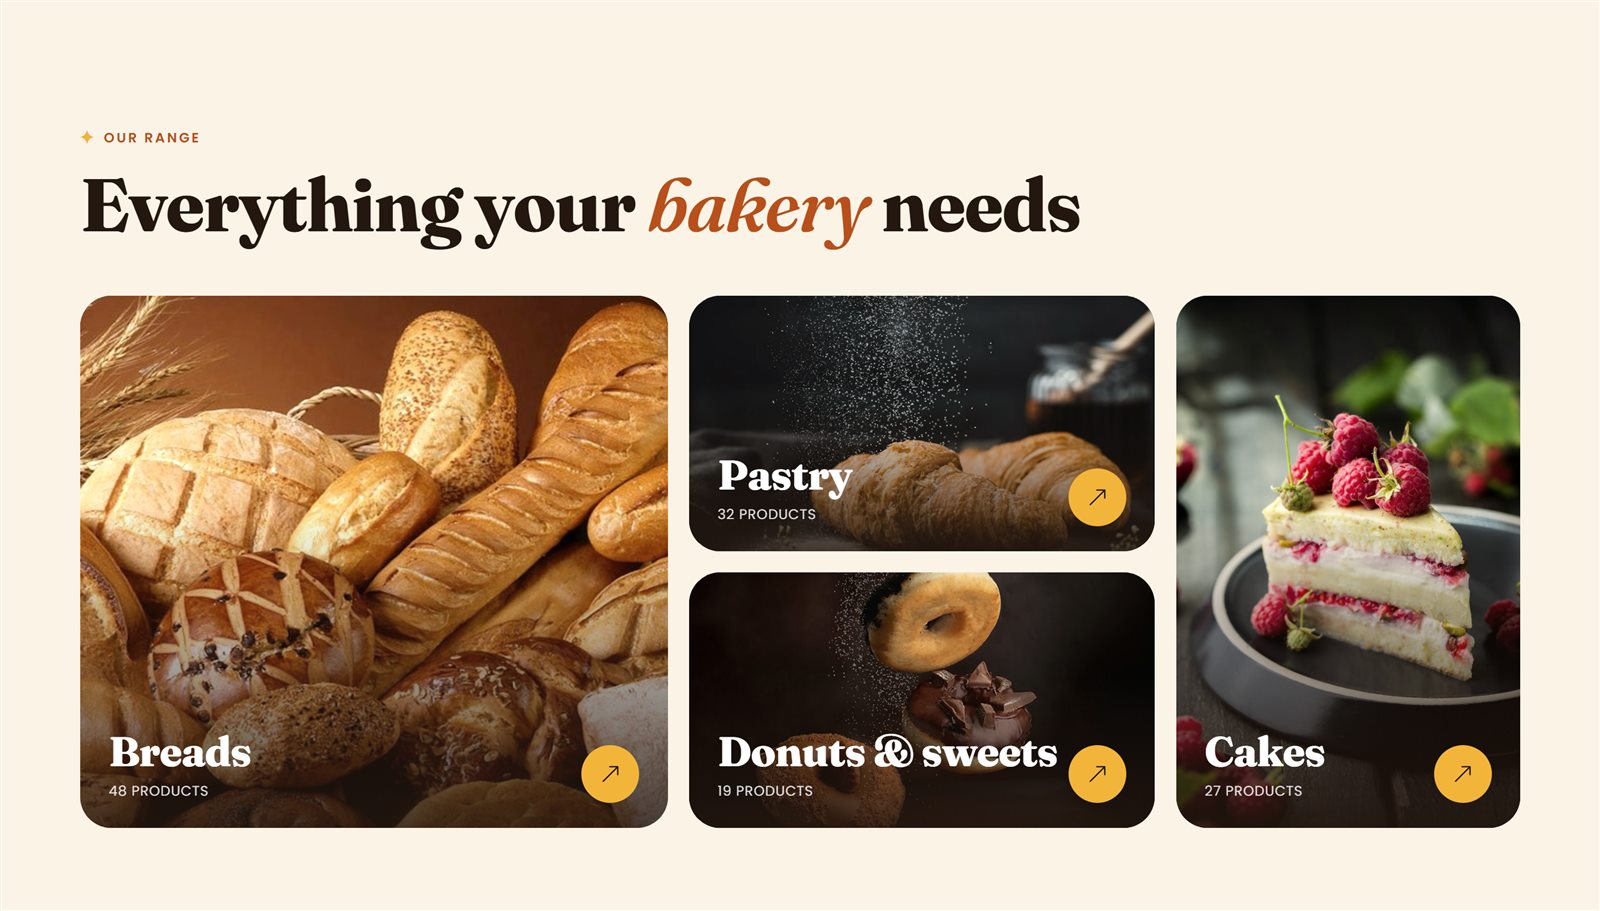 OUR RANGE
Everything your bakery needs
Breads
48 PRODUCTS
Pastry
32 PRODUCTS
Donuts & sweets
19 PRODUCTS
Cakes
27 PRODUCTS